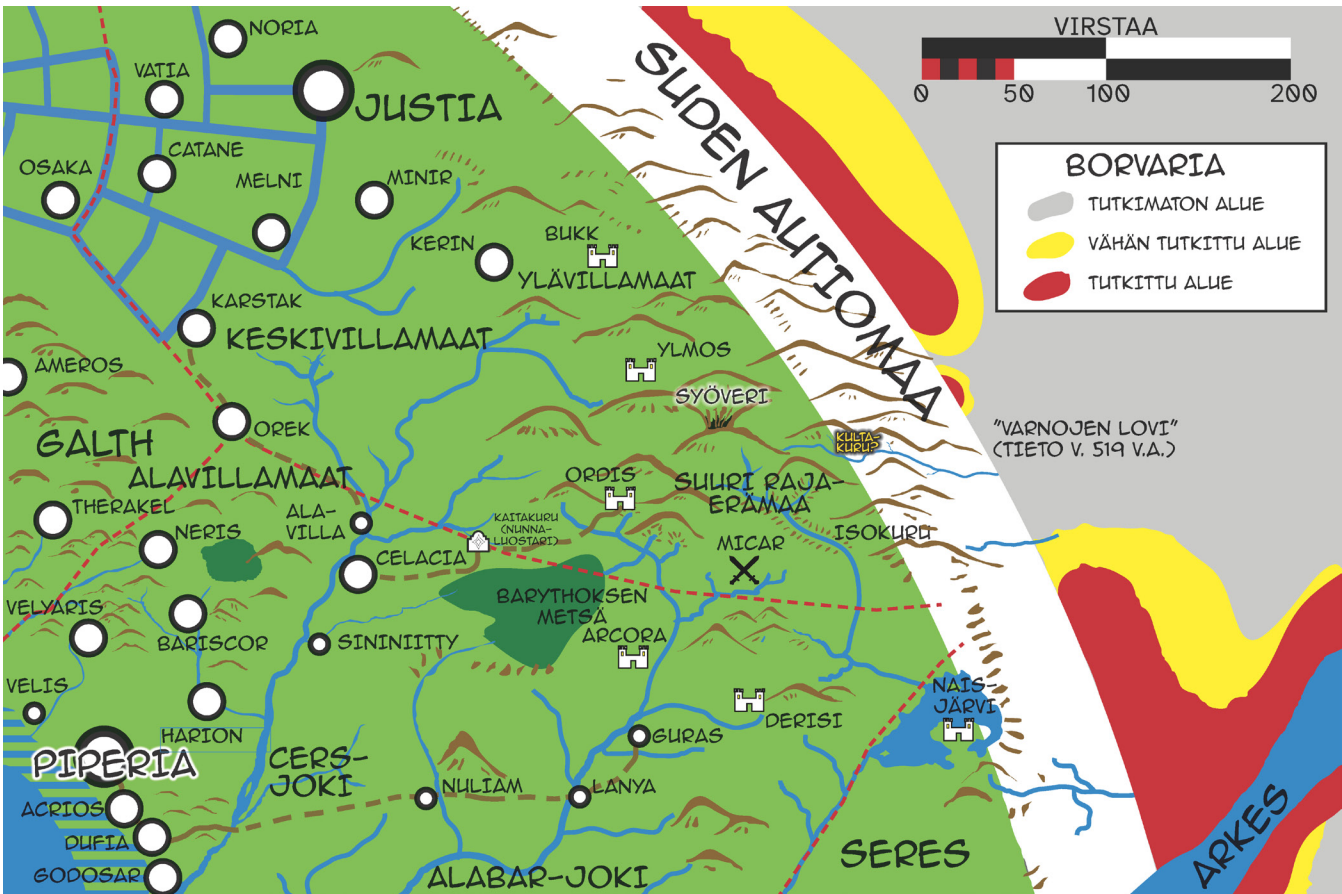 NORIA
VATIA
JUSTIA
CATANE
OSAKA
MELNI
MINIR
KERIN
BUKK
YLÄVILLAMAAT
KARSTAK
KESKIVILLAMAAT
AMEROS
YLMOS
SYÖVERI
OREK
GALTH
ALAVILLAMAAT
ORDIS
SUURI RAJA-
ERÄMAA
KULTA-
KURU?
THERAKEL
NERIS
ALA-
VILLA
KAITAKURU
(NUNNA-
LUOSTARI)
ISOKURU
MICAR
CELACIA
BARYTHOKSEN
METSÄ
VELYARIS
BARISCOR
SININIITTY
ARCORA
VELIS
HARION
NAIS-
JÄRVI
DERISI
GURAS
PIPERIA
CERS-
JOKI
NULIAM
LANYA
ACRIOS
DUFIA
GODOSAR
ALABAR-JOKI
SERES
ARKES
SUDEN AUTIOMAA
VIRSTAA
0 50 100 200
BORVARIA
TUTKIMATON ALUE
VÄHÄN TUTKITTU ALUE
TUTKITTU ALUE
"VARNOJEN LOVI"
(TIETO V. 519 V.A.)